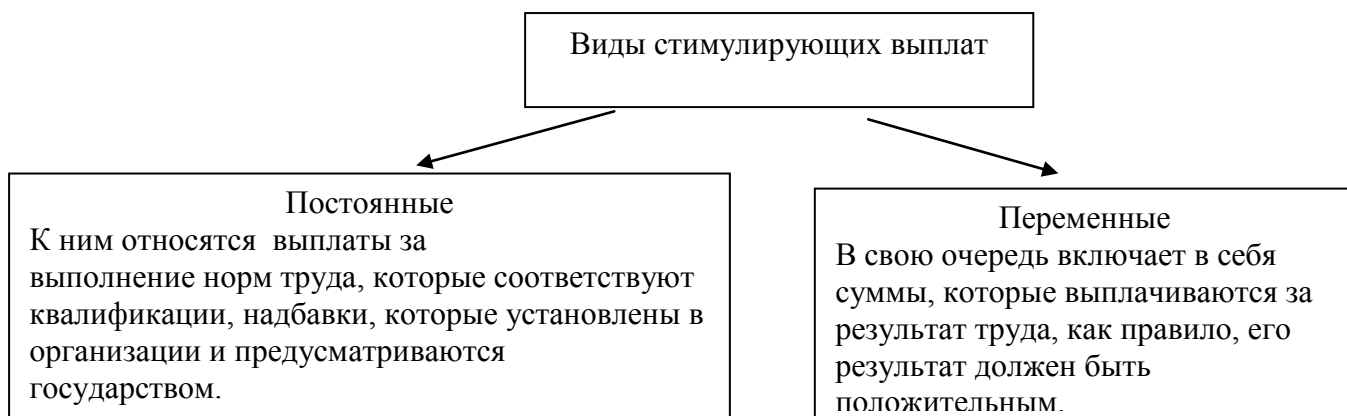 Виды стимулирующих выплат
Постоянные
К ним относятся выплаты за
выполнение норм труда, которые соответствуют
квалификации, надбавки, которые установлены в
организации и предусматриваются
государством.
Переменные
В свою очередь включает в себя
суммы, которые выплачиваются за
результат труда, как правило, его
результат должен быть
положительным.